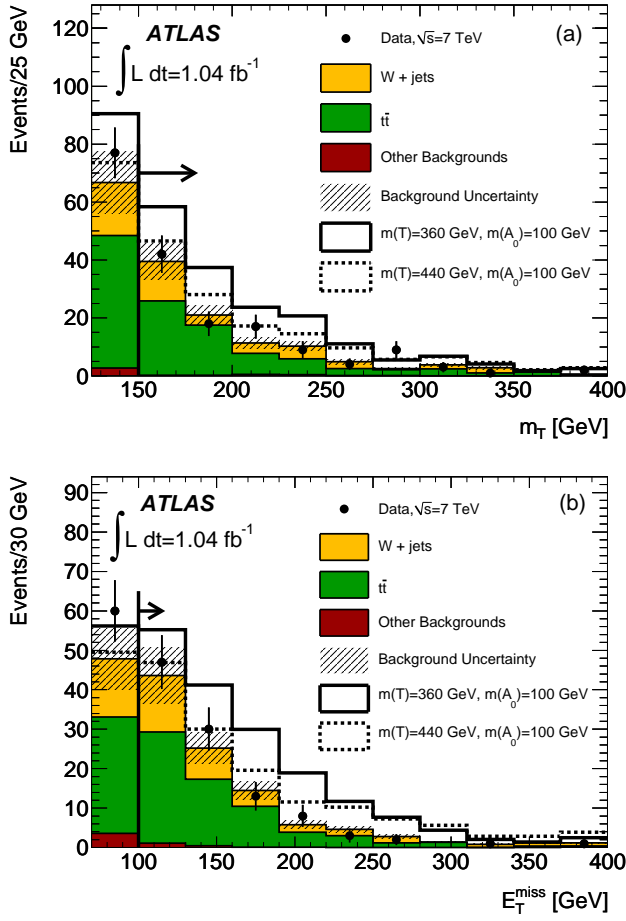 Events/25 GeV
120
100
80
60
40
20
0
ATLAS
∫ L dt=1.04 fb⁻¹
(a)
Data, √s=7 TeV
W + jets
tt̄
Other Backgrounds
Background Uncertainty
m(T)=360 GeV, m(A₀)=100 GeV
m(T)=440 GeV, m(A₀)=100 GeV
150 200 250 300 350 400
m_T [GeV]
Events/30 GeV
90
80
70
60
50
40
30
20
10
0
ATLAS
∫ L dt=1.04 fb⁻¹
(b)
Data, √s=7 TeV
W + jets
tt̄
Other Backgrounds
Background Uncertainty
m(T)=360 GeV, m(A₀)=100 GeV
m(T)=440 GeV, m(A₀)=100 GeV
100 150 200 250 300 350 400
E_T^miss [GeV]